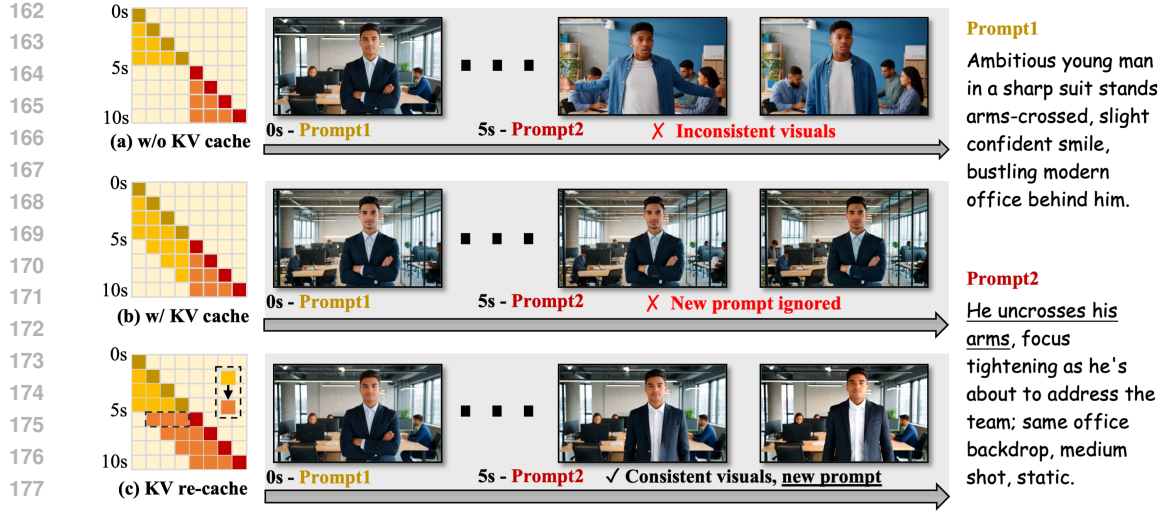 162
163
164
165
166
167
168
169
170
171
172
173
174
175
176
177
0s
5s
10s
(a) w/o KV cache
0s - Prompt1
5s - Prompt2
✗ Inconsistent visuals
0s
5s
10s
(b) w/ KV cache
0s - Prompt1
5s - Prompt2
✗ New prompt ignored
0s
5s
10s
(c) KV re-cache
0s - Prompt1
5s - Prompt2
✓ Consistent visuals, new prompt
Prompt1
Ambitious young man
in a sharp suit stands
arms-crossed, slight
confident smile,
bustling modern
office behind him.
Prompt2
He uncrosses his
arms, focus
tightening as he's
about to address the
team; same office
backdrop, medium
shot, static.